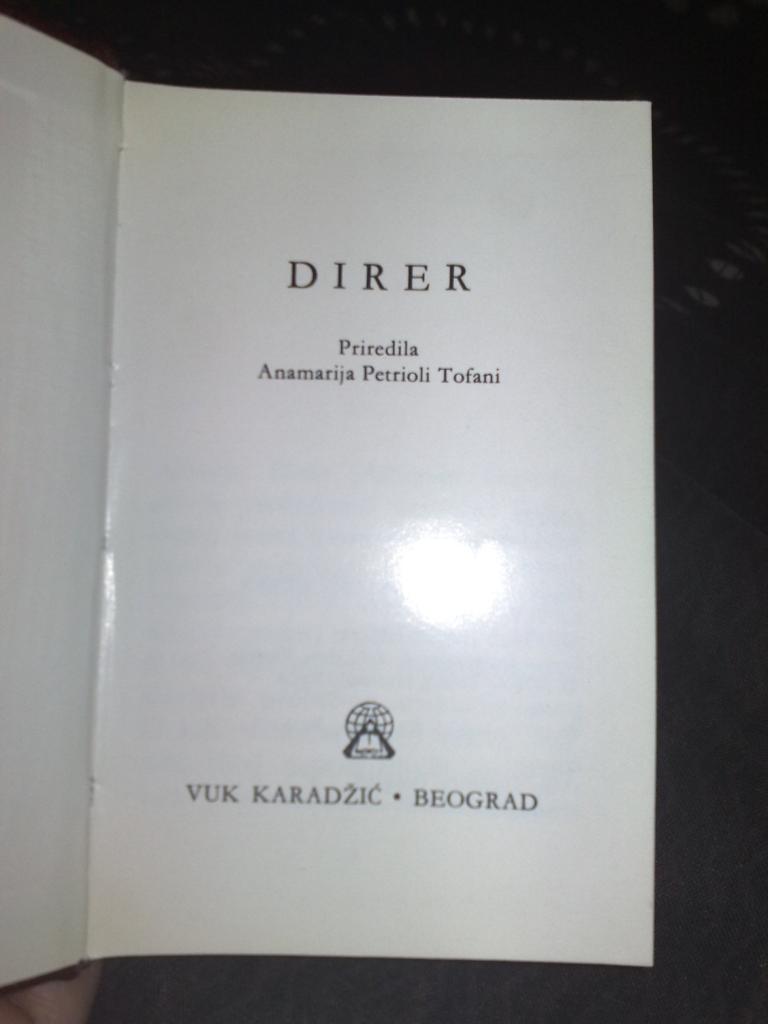 DIRER
Priredila
Anamarija Petrioli Tofani
VUK KARADŽIĆ • BEOGRAD